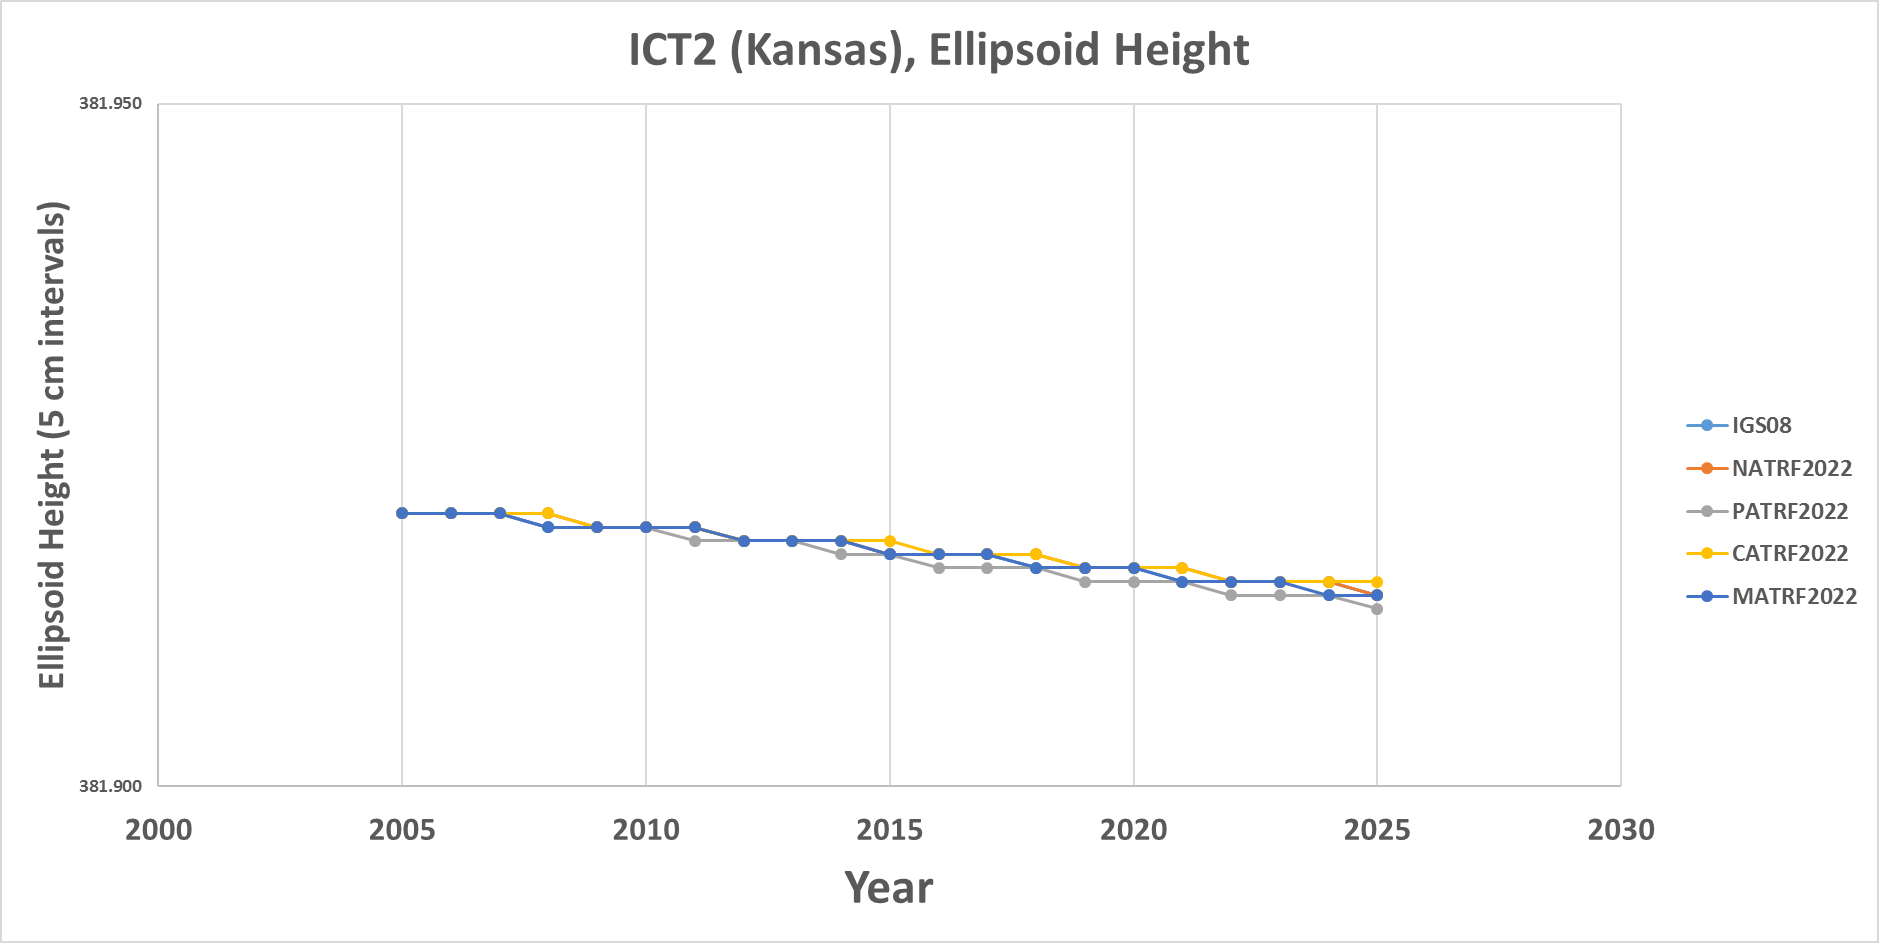 ICT2 (Kansas), Ellipsoid Height
381.950
Ellipsoid Height (5 cm intervals)
381.900
2000 2005 2010 2015 2020 2025 2030
Year
IGS08
NATRF2022
PATRF2022
CATRF2022
MATRF2022